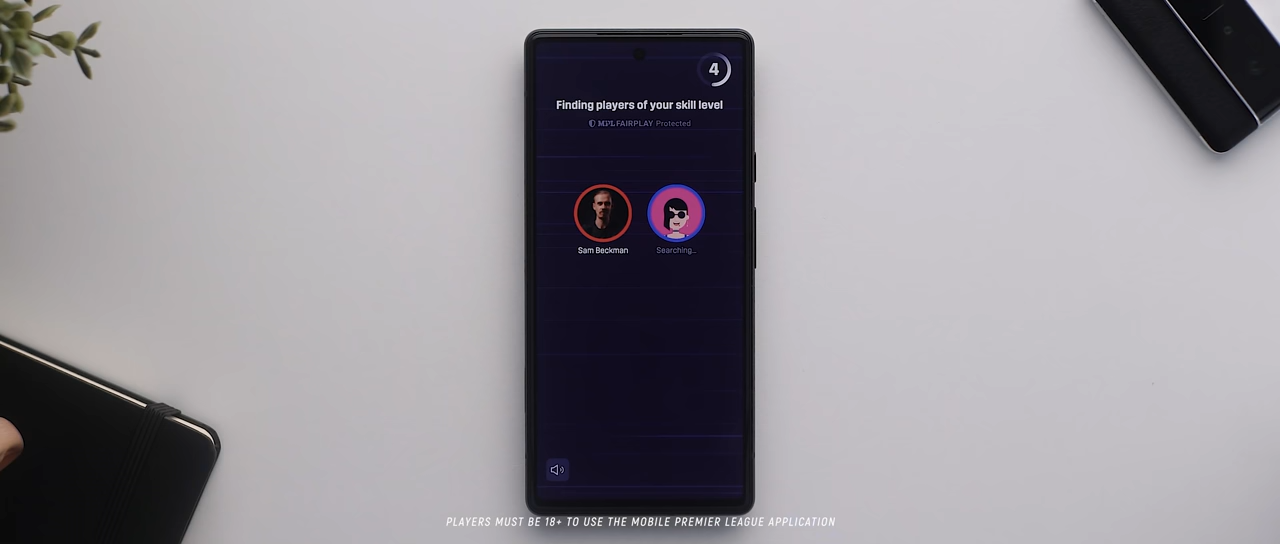 4
Finding players of your skill level
MPL FAIRPLAY Protected
Sam Beckman
Searching...
PLAYERS MUST BE 18+ TO USE THE MOBILE PREMIER LEAGUE APPLICATION